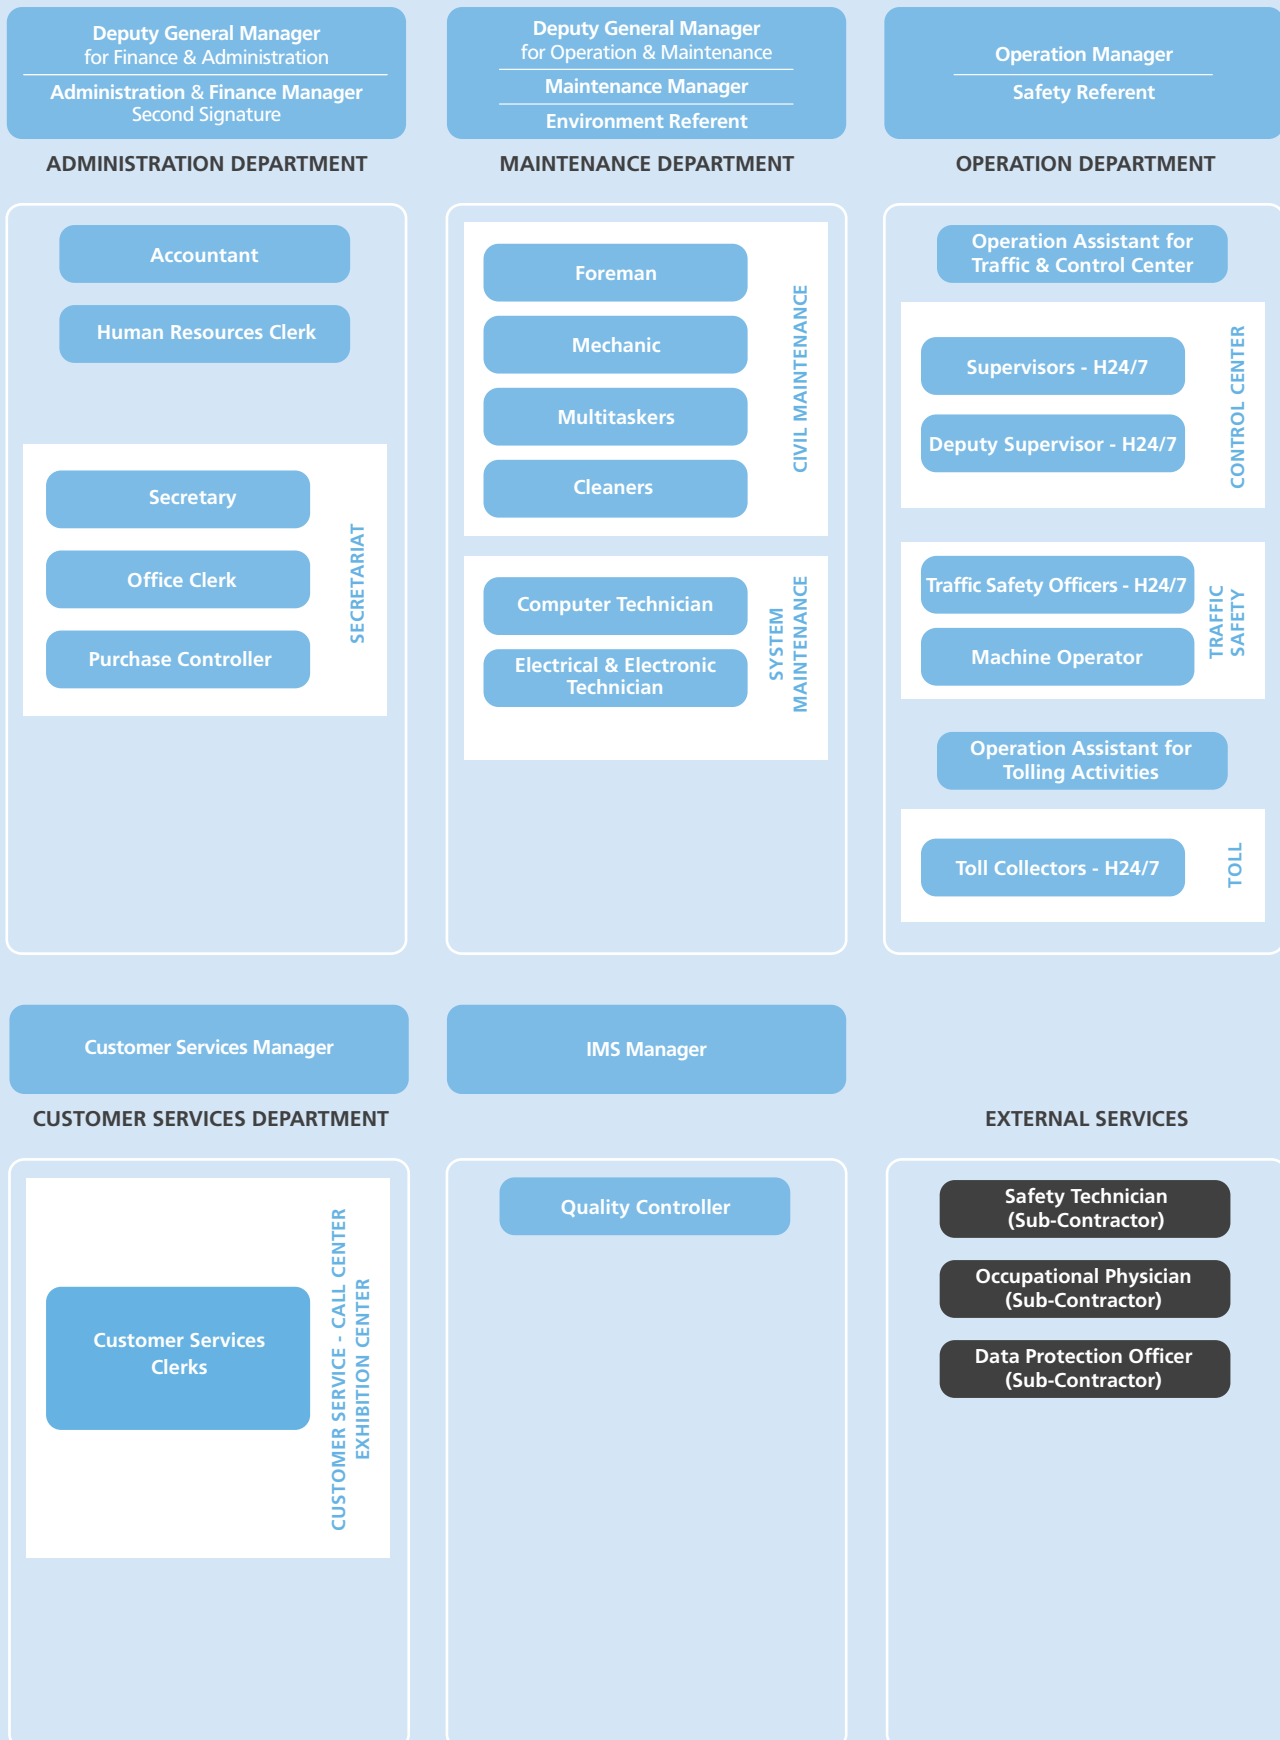 Deputy General Manager
for Finance & Administration
Administration & Finance Manager
Second Signature
ADMINISTRATION DEPARTMENT
Accountant
Human Resources Clerk
Secretary
Office Clerk
Purchase Controller
SECRETARIAT
Deputy General Manager
for Operation & Maintenance
Maintenance Manager
Environment Referent
MAINTENANCE DEPARTMENT
Foreman
Mechanic
Multitaskers
Cleaners
CIVIL MAINTENANCE
Computer Technician
Electrical & Electronic
Technician
SYSTEM
MAINTENANCE
Operation Manager
Safety Referent
OPERATION DEPARTMENT
Operation Assistant for
Traffic & Control Center
Supervisors - H24/7
Deputy Supervisor - H24/7
CONTROL CENTER
Traffic Safety Officers - H24/7
Machine Operator
TRAFFIC
SAFETY
Operation Assistant for
Tolling Activities
Toll Collectors - H24/7
TOLL
Customer Services Manager
CUSTOMER SERVICES DEPARTMENT
Customer Services
Clerks
CUSTOMER SERVICE - CALL CENTER
EXHIBITION CENTER
IMS Manager
Quality Controller
EXTERNAL SERVICES
Safety Technician
(Sub-Contractor)
Occupational Physician
(Sub-Contractor)
Data Protection Officer
(Sub-Contractor)